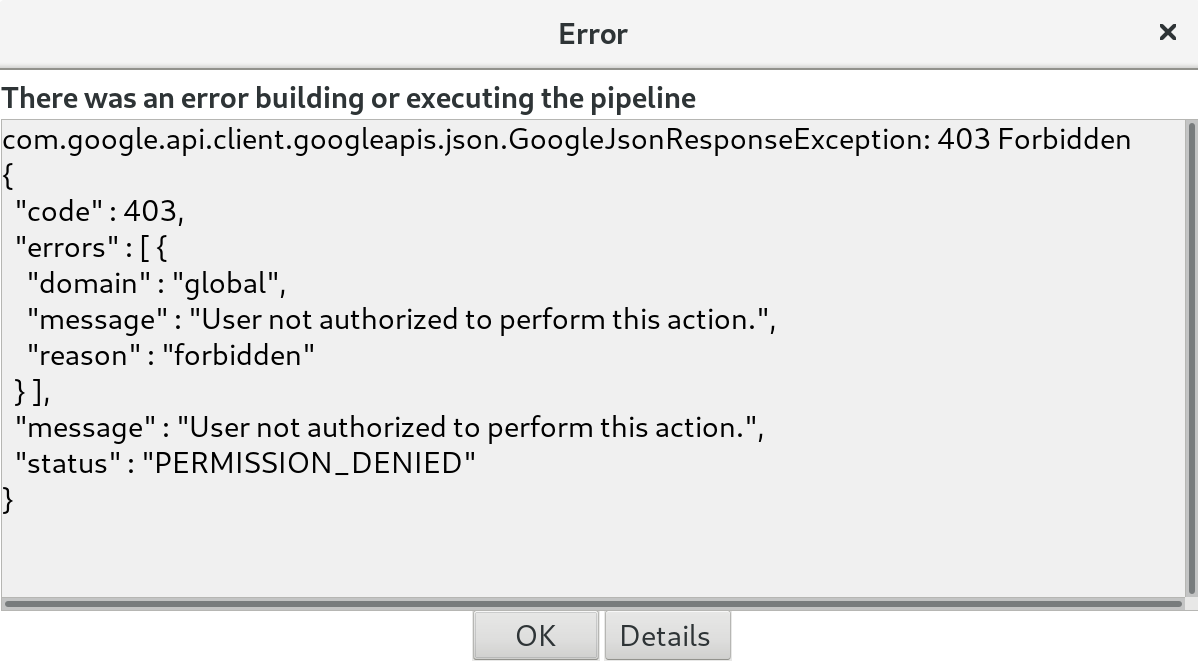 Error
There was an error building or executing the pipeline
com.google.api.client.googleapis.json.GoogleJsonResponseException: 403 Forbidden
{
"code" : 403,
"errors" : [ {
"domain" : "global",
"message" : "User not authorized to perform this action.",
"reason" : "forbidden"
} ],
"message" : "User not authorized to perform this action.",
"status" : "PERMISSION_DENIED"
}
OK Details